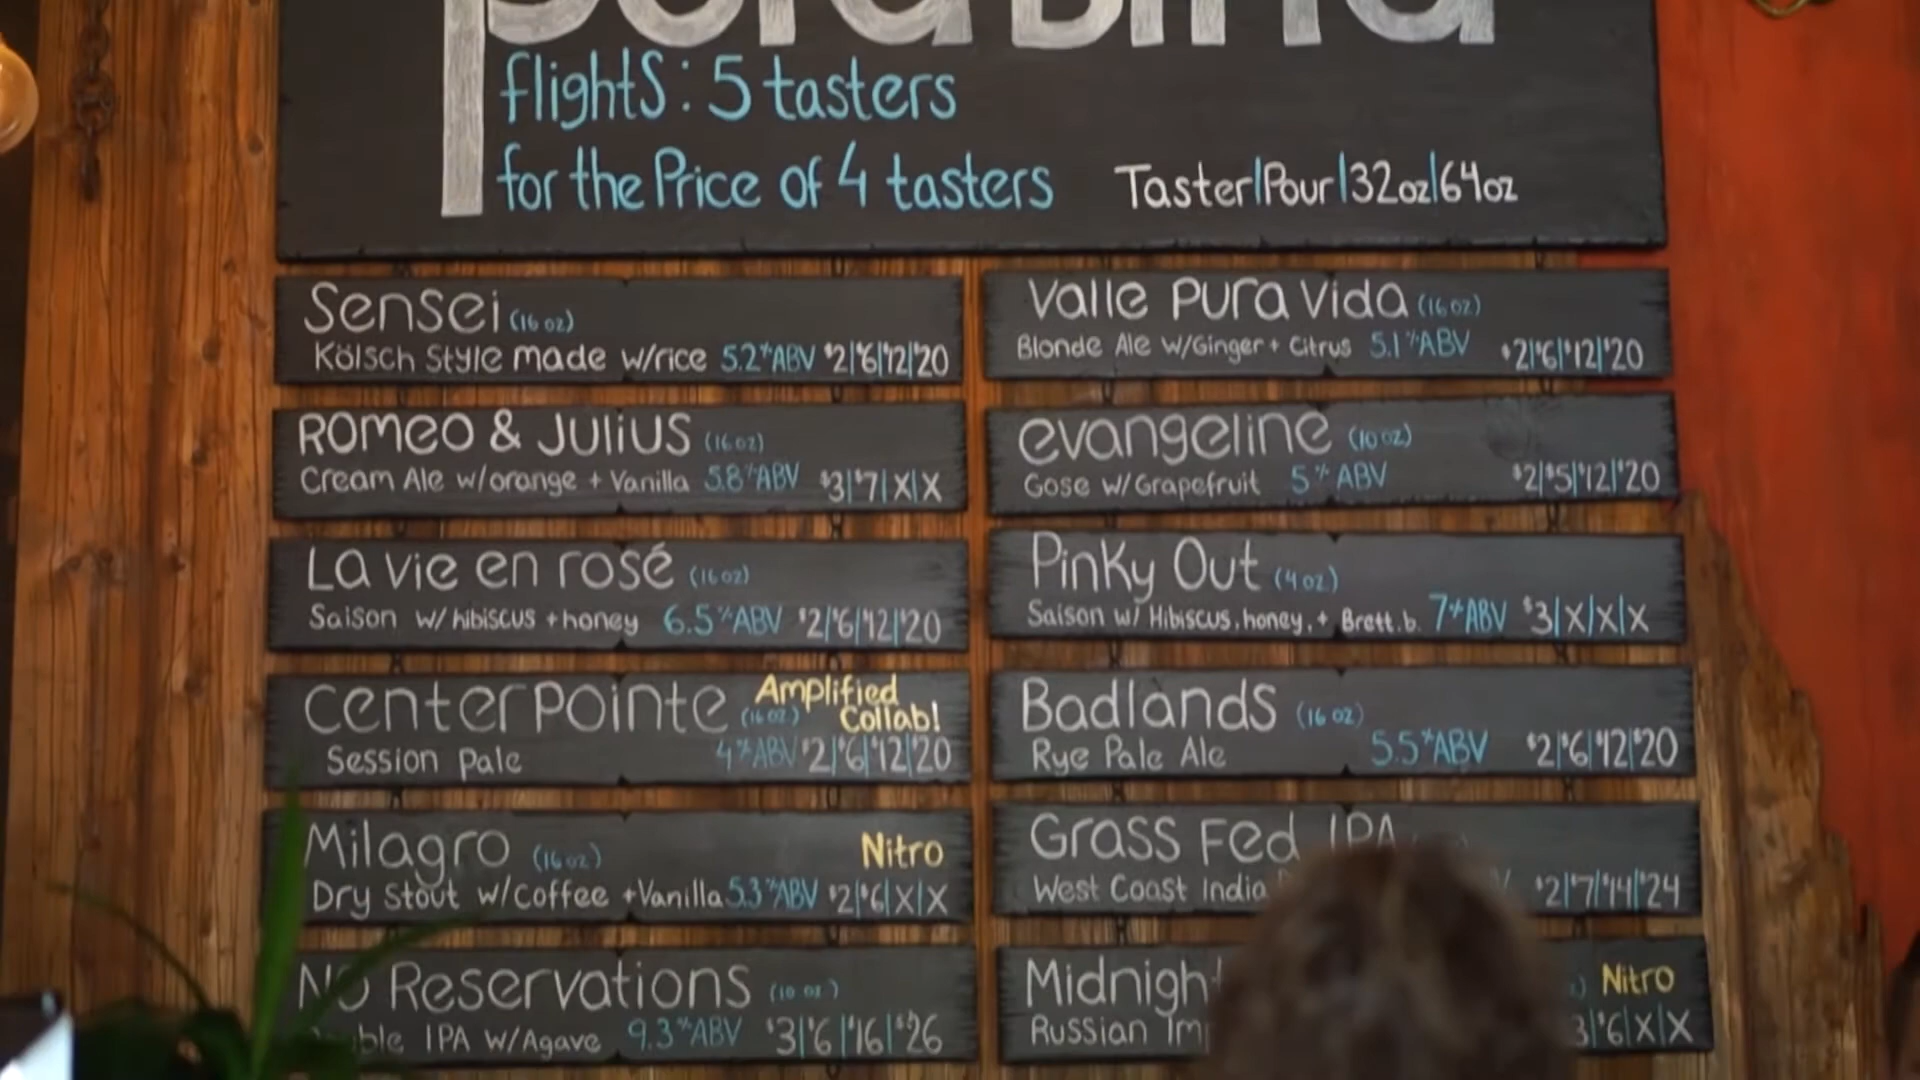 flights: 5 tasters
for the Price of 4 tasters
Taster|Pour|32oz|64oz
Sensei (16 oz)
Kölsch Style made w/rice 5.2%ABV $2|$6|$12|$20
Romeo & Julius (16 oz)
Cream Ale w/orange + Vanilla 5.8%ABV $3|$7|X|X
La vie en rosé (16 oz)
Saison w/ hibiscus + honey 6.5%ABV $2|$6|$12|$20
Centerpointe (16 oz) Amplified Collab!
Session Pale 4%ABV $2|$6|$12|$20
Milagro (16 oz) Nitro
Dry Stout w/coffee + Vanilla 5.3%ABV $2|$6|X|X
No Reservations (10 oz)
IPA w/Agave 9.3%ABV $3|$6|$16|$26
Valle Pura Vida (16 oz)
Blonde Ale w/Ginger + Citrus 5.1%ABV $2|$6|$12|$20
evangeline (10 oz)
Gose w/Grapefruit 5% ABV $2|$5|$12|$20
Pinky Out (4 oz)
Saison w/ Hibiscus, honey, + Brett.b. 7%ABV $3|X|X|X
Badlands (16 oz)
Rye Pale Ale 5.5%ABV $2|$6|$12|$20
Grass Fed IPA
West Coast India $2|$7|$14|$24
Nitro
Russian 3|$6|X|X